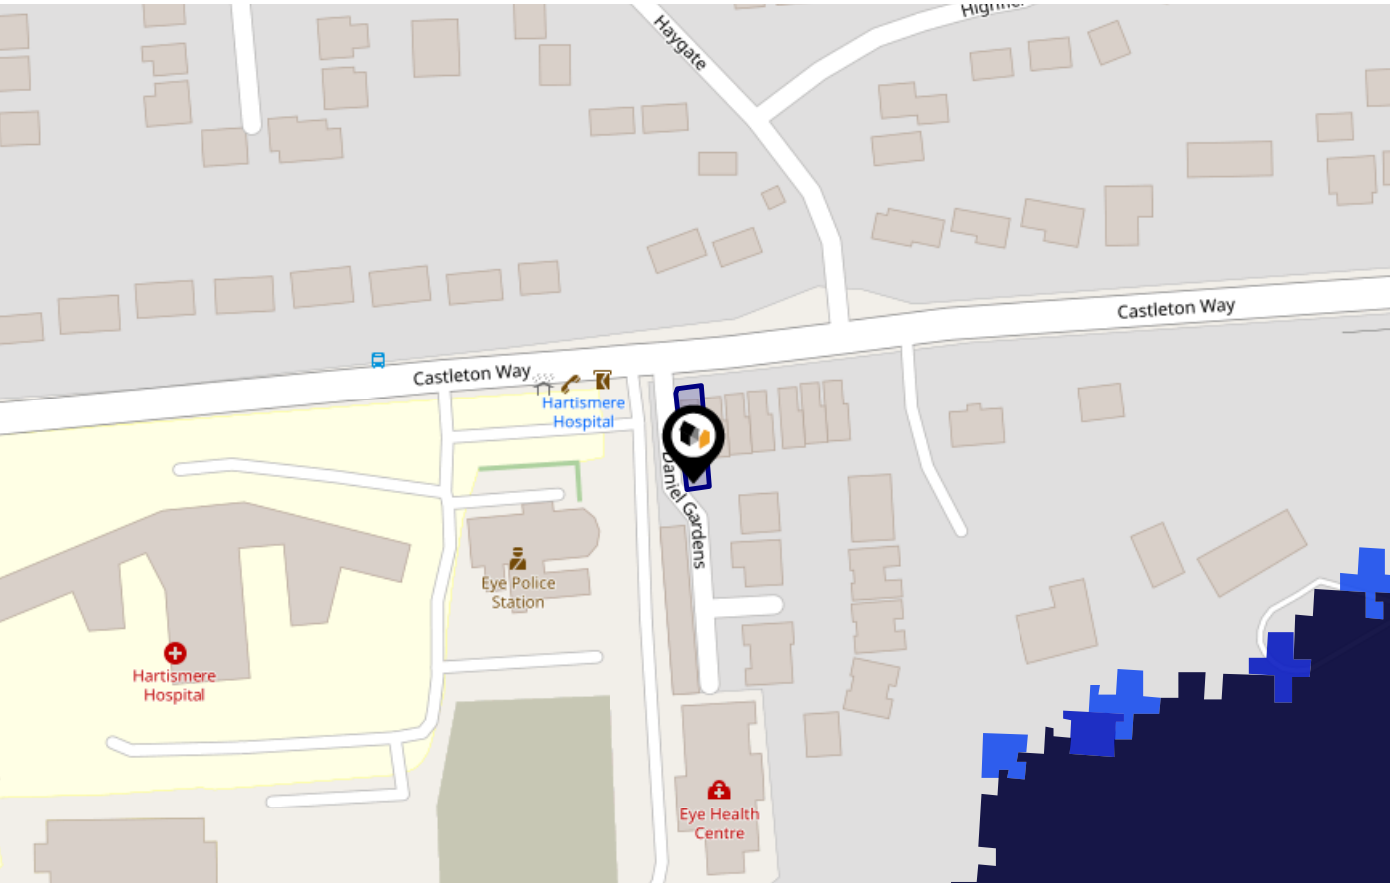 Haygate
Castleton Way
Castleton Way
Hartismere
Hospital
Daniel Gardens
Eye Police
Station
Hartismere
Hospital
Eye Health
Centre